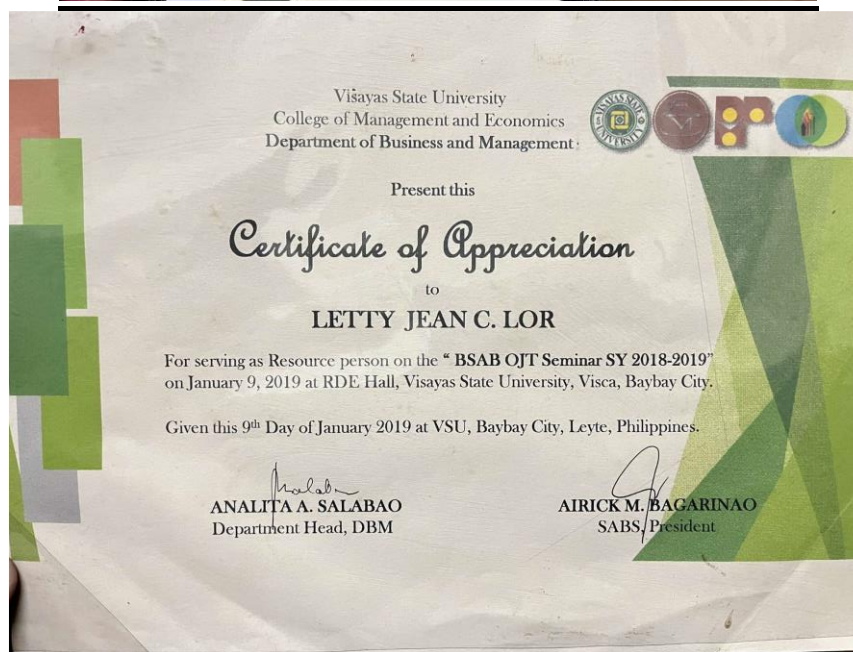 Visayas State University
College of Management and Economics
Department of Business and Management
VISAYAS STATE
UNIVERSITY
Present this
Certificate of Appreciation
to
LETTY JEAN C. LOR
For serving as Resource person on the “ BSAB OJT Seminar SY 2018-2019”
on January 9, 2019 at RDE Hall, Visayas State University, Visca, Baybay City.
Given this 9th Day of January 2019 at VSU, Baybay City, Leyte, Philippines.
ANALITA A. SALABAO
Department Head, DBM
AIRICK M. BAGARINAO
SABS, President